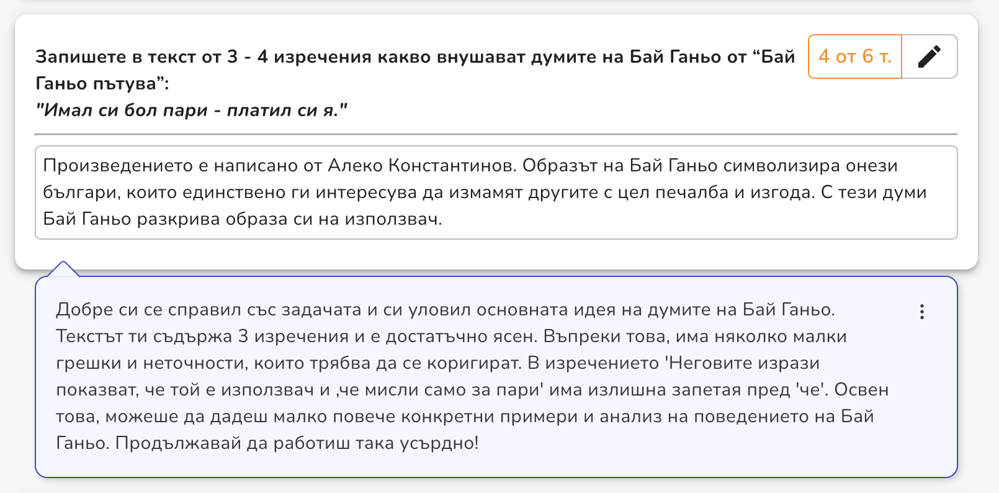 Запишете в текст от 3 - 4 изречения какво внушават думите на Бай Ганьо от “Бай
Ганьо пътува”:
"Имал си бол пари - платил си я."
4 от 6 т.
Произведението е написано от Алеко Константинов. Образът на Бай Ганьо символизира онези
българи, които единствено ги интересува да измамят другите с цел печалба и изгода. С тези думи
Бай Ганьо разкрива образа си на използвач.
Добре си се справил със задачата и си уловил основната идея на думите на Бай Ганьо.
Текстът ти съдържа 3 изречения и е достатъчно ясен. Въпреки това, има няколко малки
грешки и неточности, които трябва да се коригират. В изречението 'Неговите изрази
показват, че той е използвач и ,че мисли само за пари' има излишна запетая пред 'че'. Освен
това, можеше да дадеш малко повече конкретни примери и анализ на поведението на Бай
Ганьо. Продължавай да работиш така усърдно!